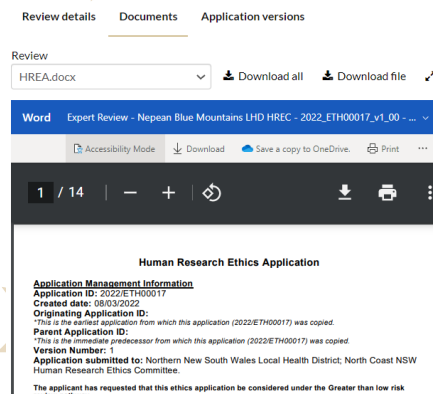 Review details Documents Application versions
Review
HREA.docx Download all Download file
Word Expert Review - Nepean Blue Mountains LHD HREC - 2022_ETH00017_v1_00 - ...
Accessibility Mode Download Save a copy to OneDrive. Print ...
1 / 14
Human Research Ethics Application
Application Management Information
Application ID: 2022/ETH00017
Created date: 08/03/2022
Originating Application ID:
*This is the earliest application from which this application (2022/ETH00017) was copied.
Parent Application ID:
*This is the immediate predecessor from which this application (2022/ETH00017) was copied.
Version Number: 1
Application submitted to: Northern New South Wales Local Health District; North Coast NSW
Human Research Ethics Committee.
The applicant has requested that this ethics application be considered under the Greater than low risk